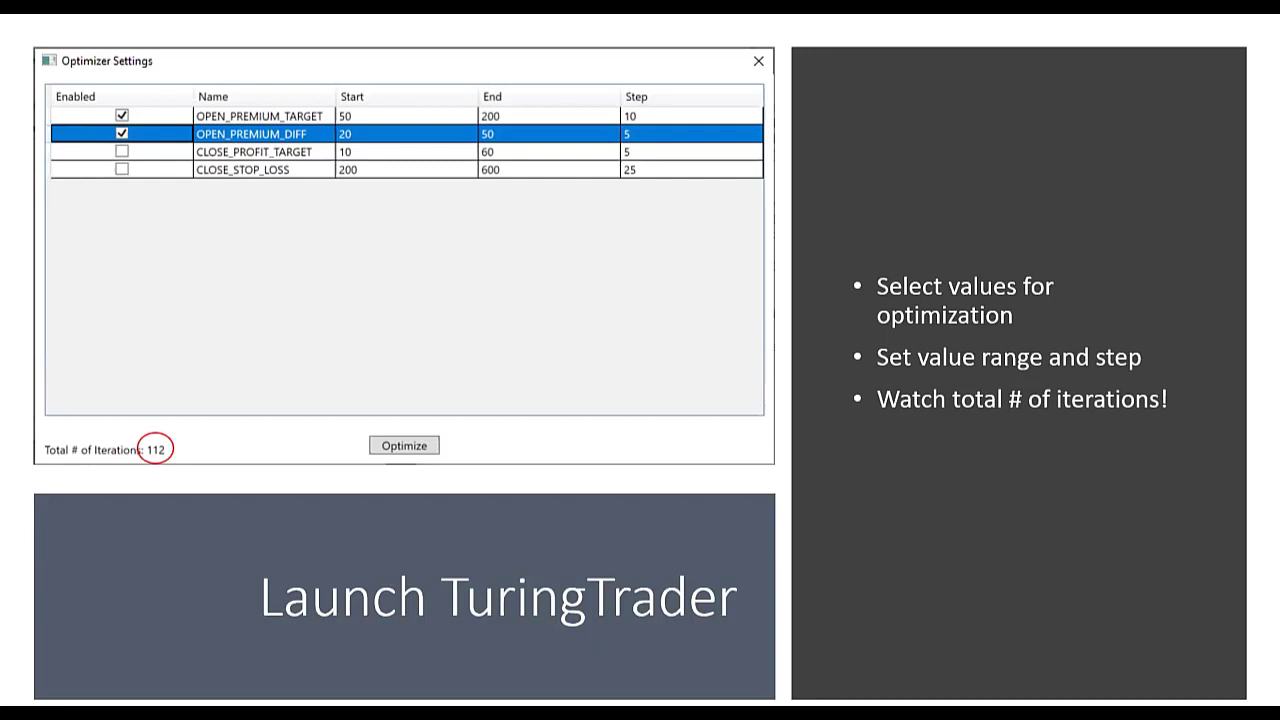 Optimizer Settings
Enabled Name Start End Step
OPEN_PREMIUM_TARGET 50 200 10
OPEN_PREMIUM_DIFF 20 50 5
CLOSE_PROFIT_TARGET 10 60 5
CLOSE_STOP_LOSS 200 600 25
Total # of Iterations: 112
Optimize
Launch TuringTrader
• Select values for
optimization
• Set value range and step
• Watch total # of iterations!